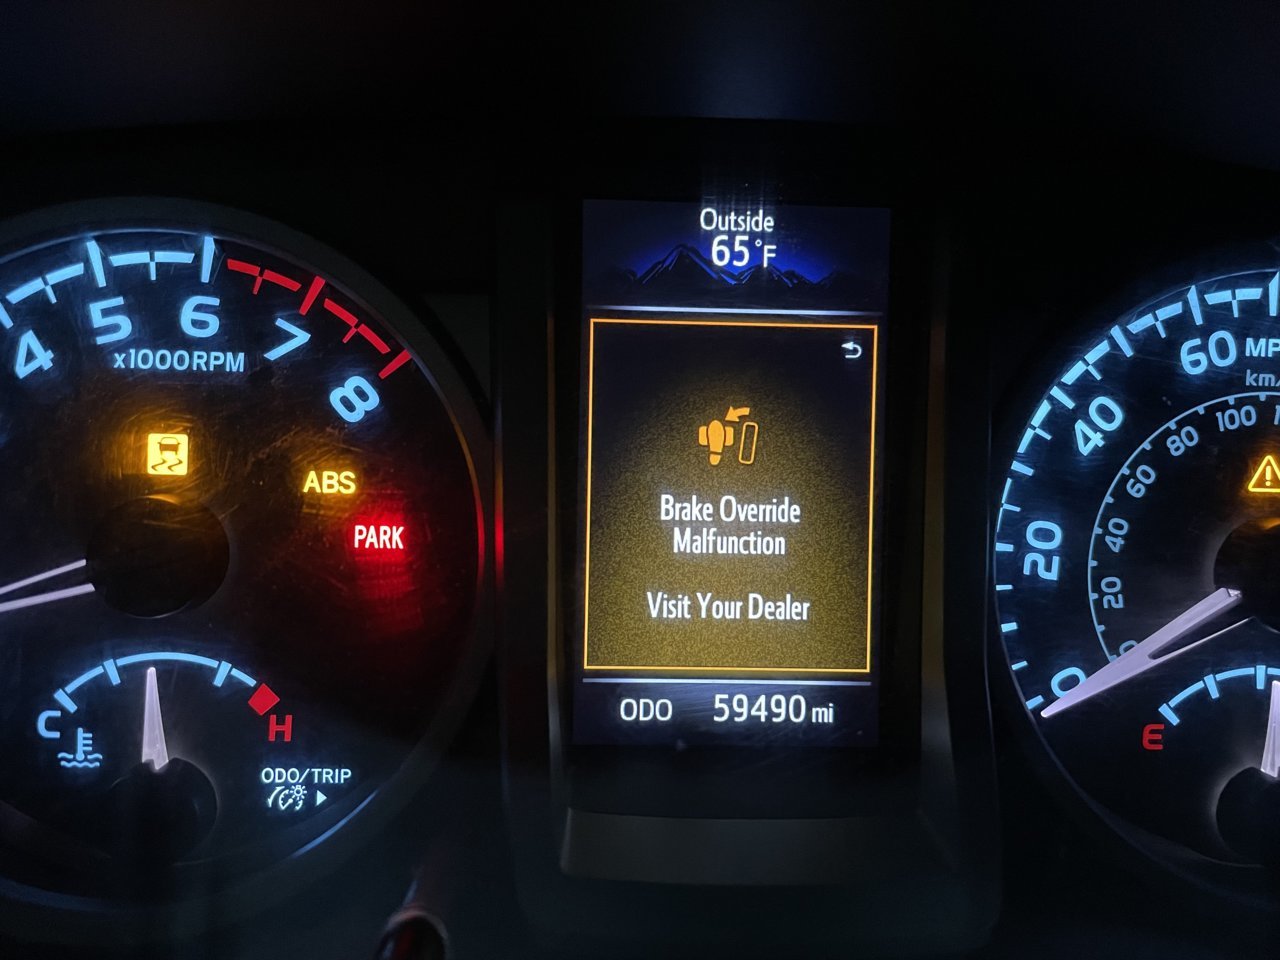 Outside
65°F
4
5
6
7
8
x1000RPM
ABS
PARK
Brake Override
Malfunction
Visit Your Dealer
ODO 59490 mi
C
H
ODO/TRIP
0
20
40
60
MP
km/
20
40
60
80
100
E